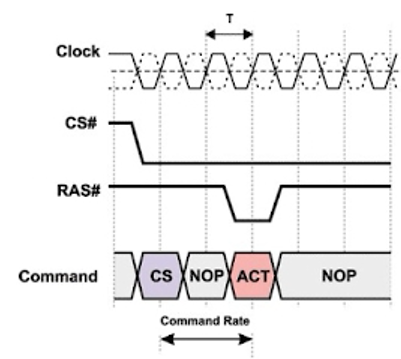 T
Clock
CS#
RAS#
Command CS NOP ACT NOP
Command Rate